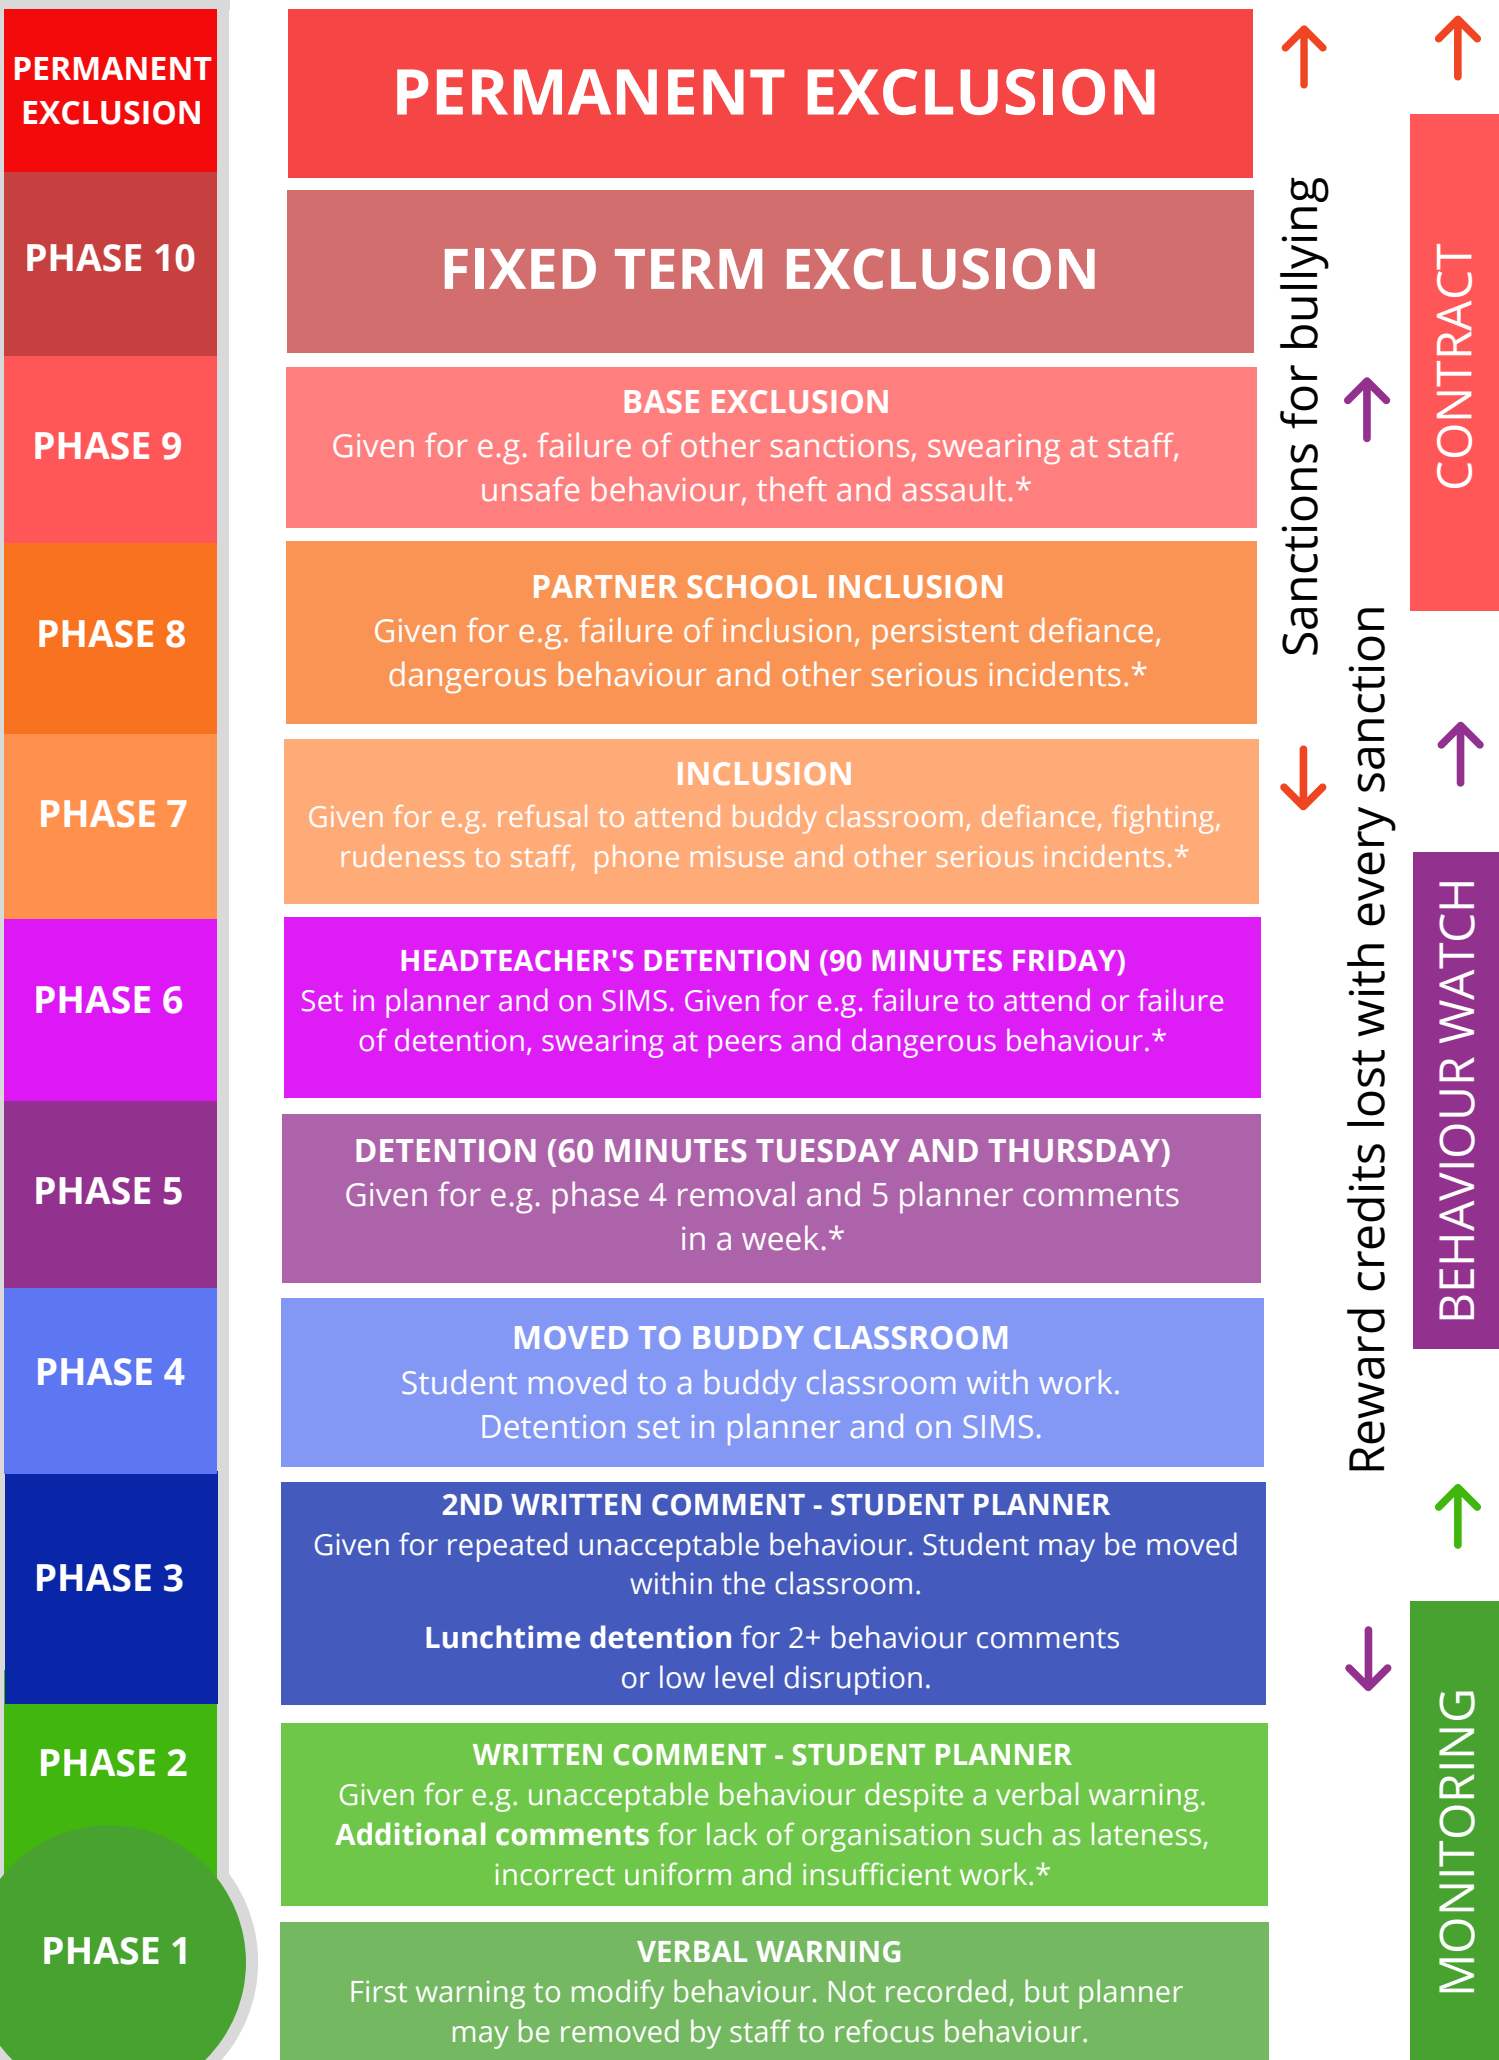 PERMANENT
EXCLUSION
PERMANENT EXCLUSION
PHASE 10
FIXED TERM EXCLUSION
PHASE 9
BASE EXCLUSION
Given for e.g. failure of other sanctions, swearing at staff,
unsafe behaviour, theft and assault.*
PHASE 8
PARTNER SCHOOL INCLUSION
Given for e.g. failure of inclusion, persistent defiance,
dangerous behaviour and other serious incidents.*
PHASE 7
INCLUSION
Given for e.g. refusal to attend buddy classroom, defiance, fighting,
rudeness to staff, phone misuse and other serious incidents.*
PHASE 6
HEADTEACHER'S DETENTION (90 MINUTES FRIDAY)
Set in planner and on SIMS. Given for e.g. failure to attend or failure
of detention, swearing at peers and dangerous behaviour.*
PHASE 5
DETENTION (60 MINUTES TUESDAY AND THURSDAY)
Given for e.g. phase 4 removal and 5 planner comments
in a week.*
PHASE 4
MOVED TO BUDDY CLASSROOM
Student moved to a buddy classroom with work.
Detention set in planner and on SIMS.
PHASE 3
2ND WRITTEN COMMENT - STUDENT PLANNER
Given for repeated unacceptable behaviour. Student may be moved
within the classroom.
Lunchtime detention for 2+ behaviour comments
or low level disruption.
PHASE 2
WRITTEN COMMENT - STUDENT PLANNER
Given for e.g. unacceptable behaviour despite a verbal warning.
Additional comments for lack of organisation such as lateness,
incorrect uniform and insufficient work.*
PHASE 1
VERBAL WARNING
First warning to modify behaviour. Not recorded, but planner
may be removed by staff to refocus behaviour.
Sanctions for bullying
Reward credits lost with every sanction
CONTRACT
BEHAVIOUR WATCH
MONITORING